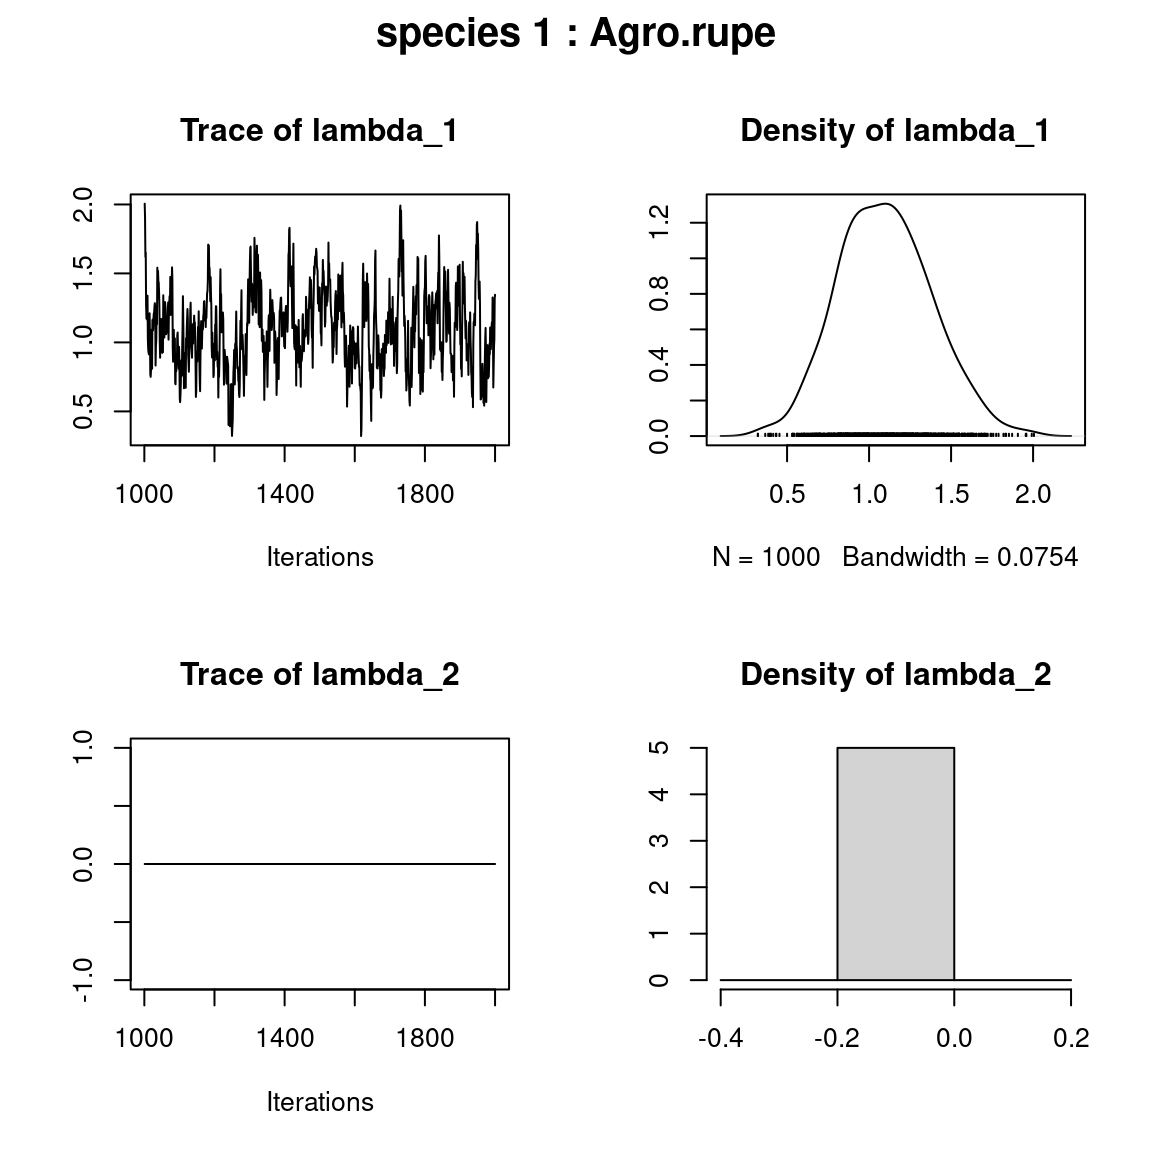 species 1 : Agro.rupe
Trace of lambda_1
2.0
1.5
1.0
0.5
1000 1400 1800
Iterations
Density of lambda_1
1.2
0.8
0.4
0.0
0.5 1.0 1.5 2.0
N = 1000 Bandwidth = 0.0754
Trace of lambda_2
1.0
0.0
-1.0
1000 1400 1800
Iterations
Density of lambda_2
5
4
3
2
1
0
-0.4 -0.2 0.0 0.2